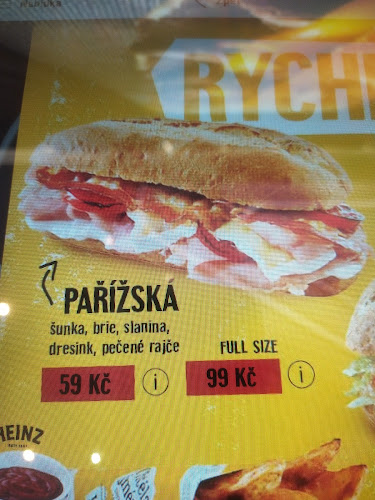 RYCH
PAŘÍŽSKÁ
šunka, brie, slanina,
dresink, pečené rajče
FULL SIZE
59 Kč i 99 Kč i
HEINZ